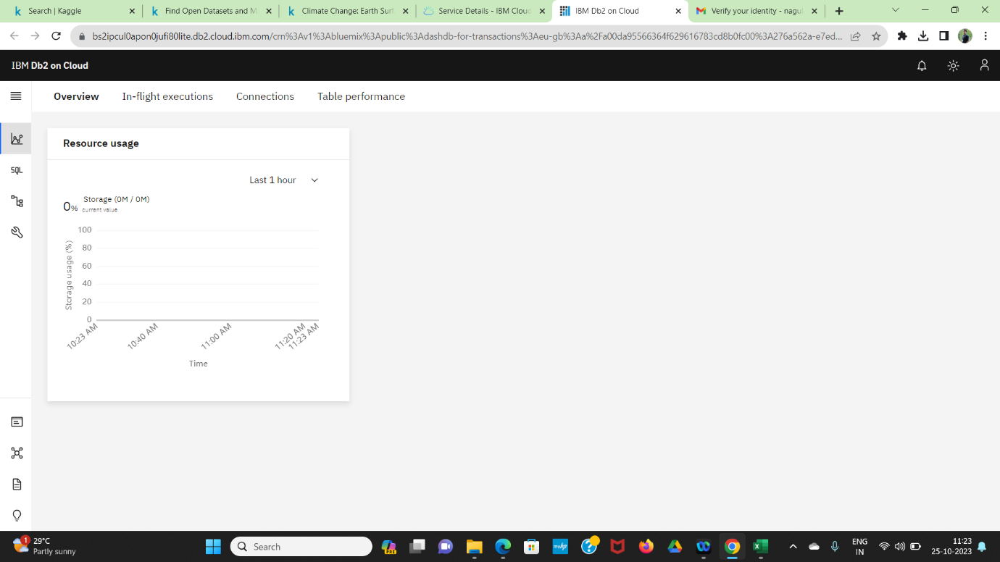 Search | Kaggle
Find Open Datasets and M
Climate Change: Earth Surf
Service Details - IBM Cloud
IBM Db2 on Cloud
Verify your identity - nagul
bs2ipcul0apon0jufi80lite.db2.cloud.ibm.com/crn%3Av1%3Abluemix%3Apublic%3Adashdb-for-transactions%3Aeu-gb%3Aa%2Fa00da95566364f629616783cd8b0fc00%3A276a562a-e7ed...
IBM Db2 on Cloud
Overview In-flight executions Connections Table performance
Resource usage
SQL
Last 1 hour
0% Storage (0M / 0M)
current value
Storage usage (%)
100
80
60
40
20
0
10:23 AM 10:40 AM 11:00 AM 11:20 AM 11:23 AM
Time
1
29°C
Partly sunny
Search
PRE
myhp
ENG
IN
11:23
25-10-2023